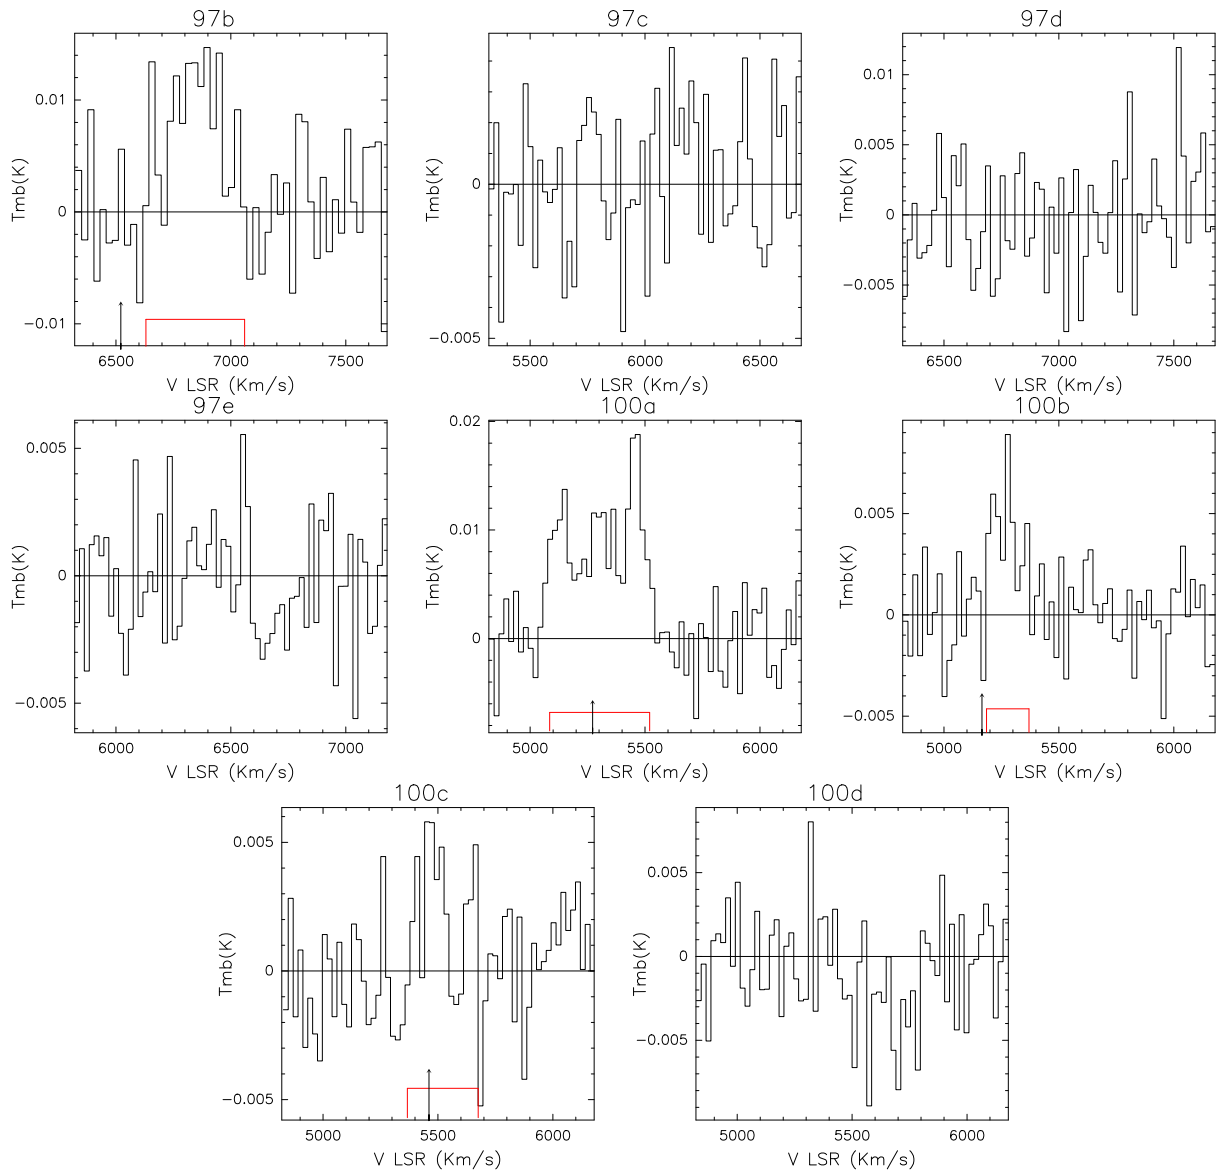 97b
97c
97d
0.01
0
−0.01
Tmb(K)
6500 7000 7500
V LSR (Km/s)
0
−0.005
Tmb(K)
5500 6000 6500
V LSR (Km/s)
0.01
0.005
0
−0.005
Tmb(K)
6500 7000 7500
V LSR (Km/s)
97e
100a
100b
0.005
0
−0.005
Tmb(K)
6000 6500 7000
V LSR (Km/s)
0.02
0.01
0
Tmb(K)
5000 5500 6000
V LSR (Km/s)
0.005
0
−0.005
Tmb(K)
5000 5500 6000
V LSR (Km/s)
100c
100d
0.005
0
−0.005
Tmb(K)
5000 5500 6000
V LSR (Km/s)
0.005
0
−0.005
Tmb(K)
5000 5500 6000
V LSR (Km/s)